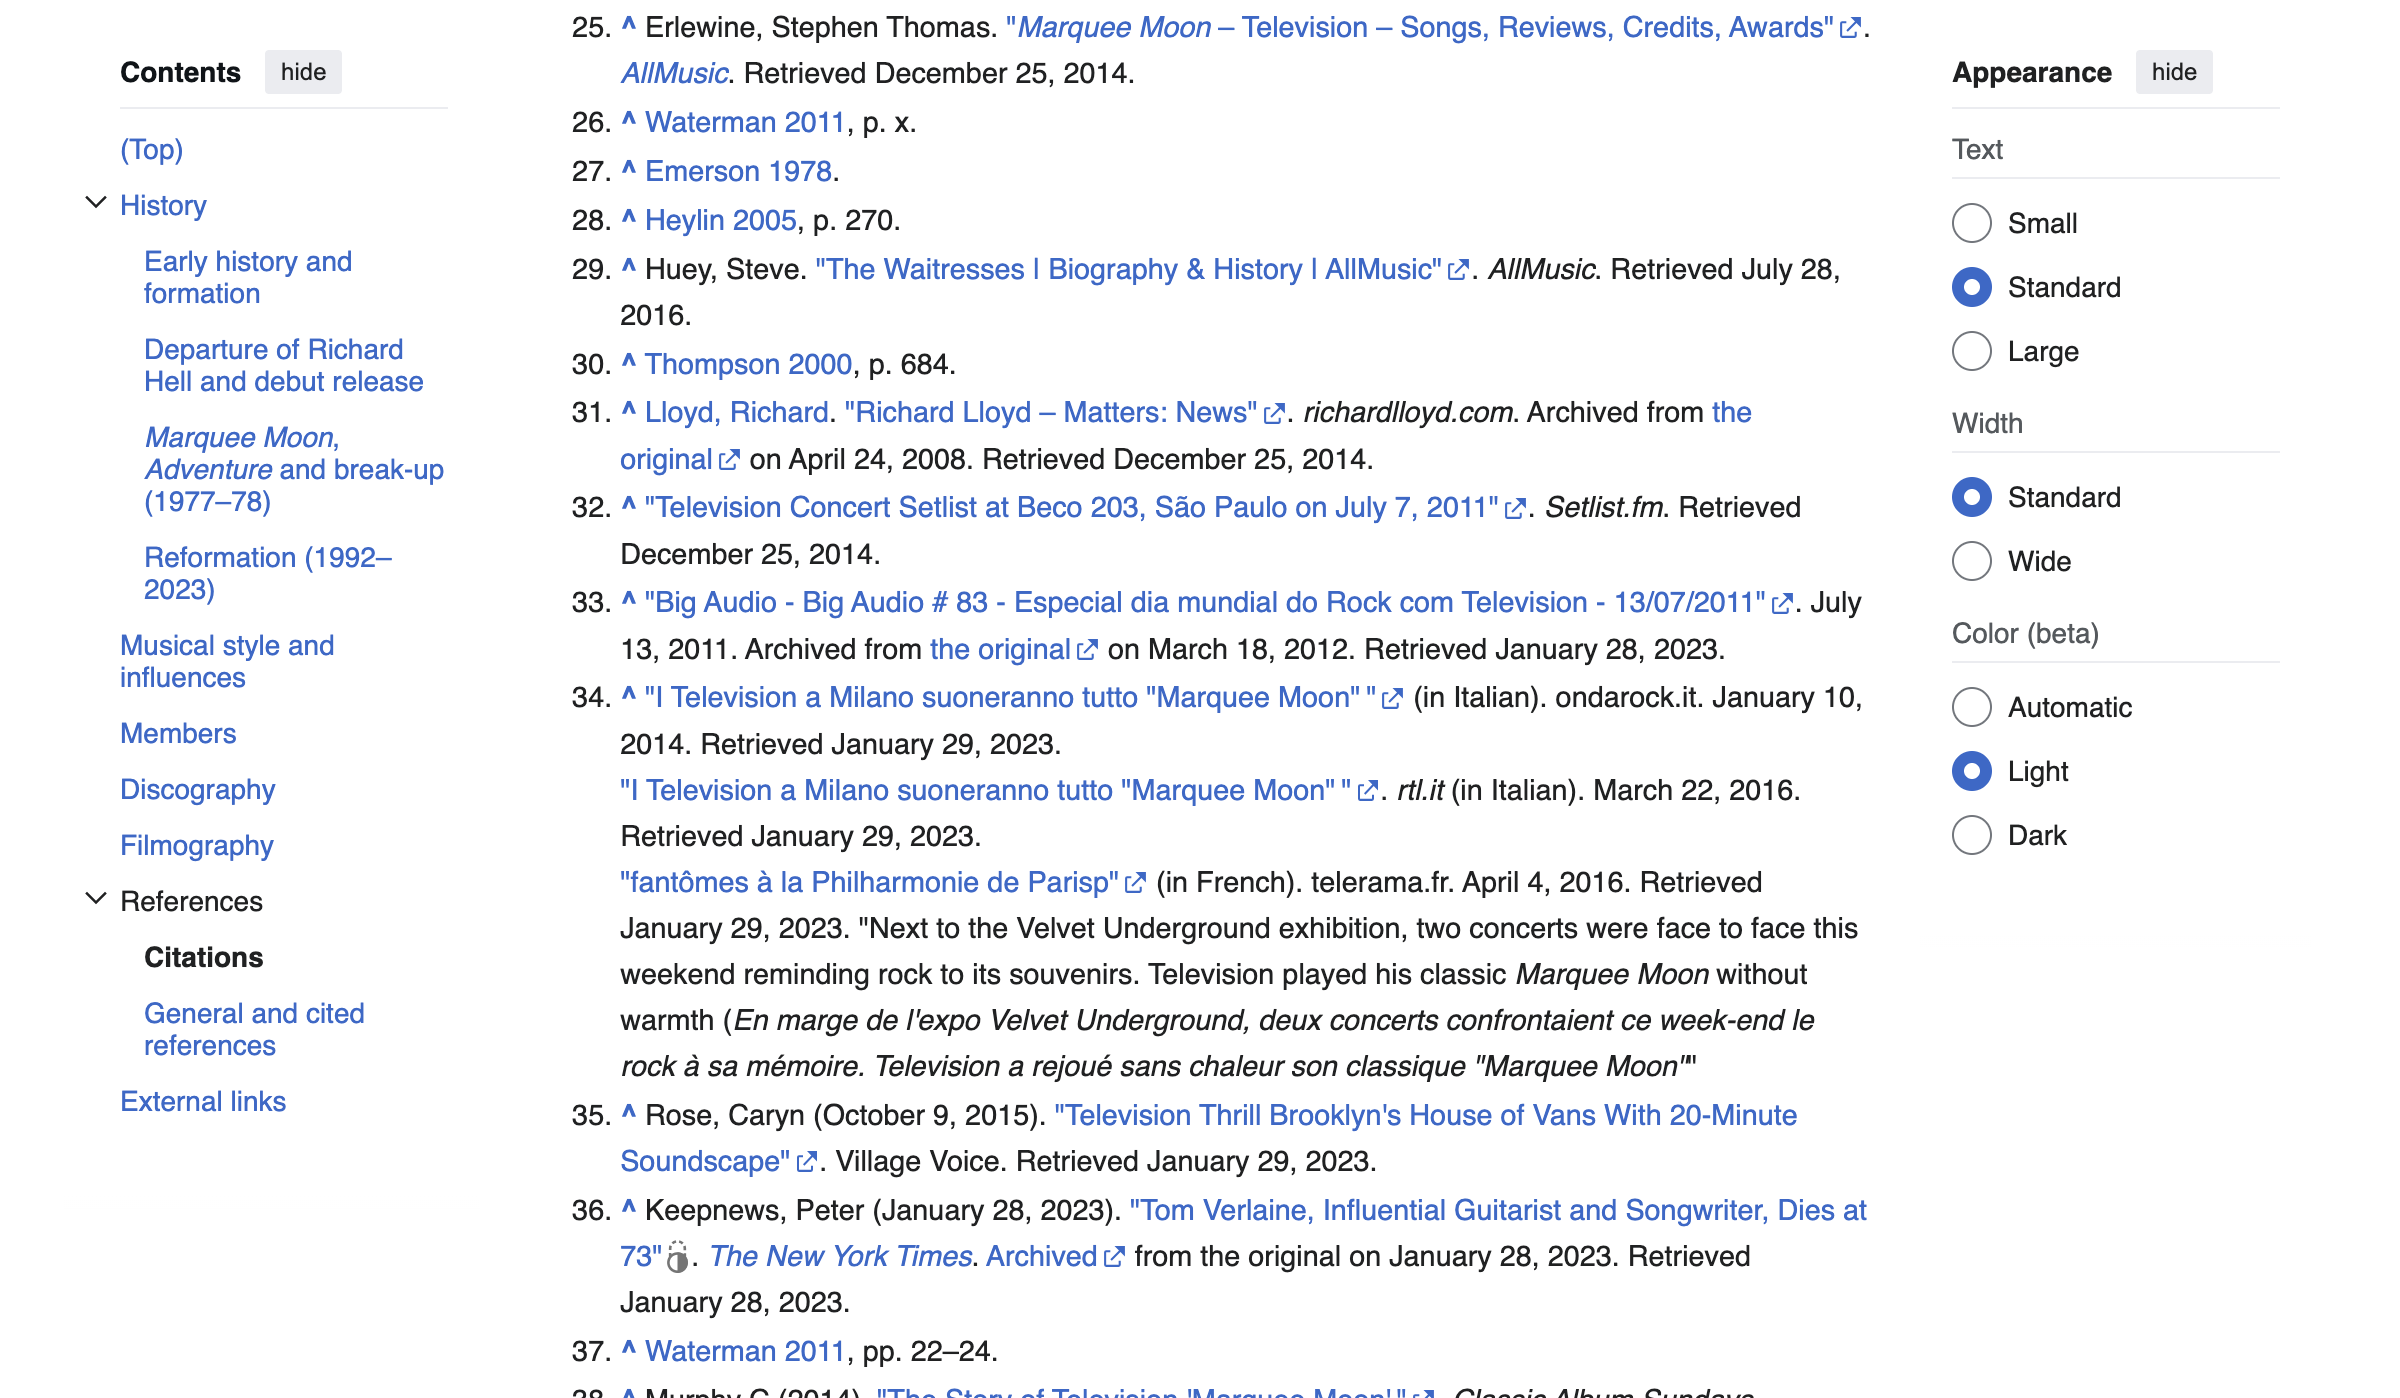 Contents hide
(Top)
History
Early history and
formation
Departure of Richard
Hell and debut release
Marquee Moon,
Adventure and break-up
(1977–78)
Reformation (1992–
2023)
Musical style and
influences
Members
Discography
Filmography
References
Citations
General and cited
references
External links
25. ^ Erlewine, Stephen Thomas. "Marquee Moon – Television – Songs, Reviews, Credits, Awards".
AllMusic. Retrieved December 25, 2014.
26. ^ Waterman 2011, p. x.
27. ^ Emerson 1978.
28. ^ Heylin 2005, p. 270.
29. ^ Huey, Steve. "The Waitresses | Biography & History | AllMusic". AllMusic. Retrieved July 28,
2016.
30. ^ Thompson 2000, p. 684.
31. ^ Lloyd, Richard. "Richard Lloyd – Matters: News". richardlloyd.com. Archived from the
original on April 24, 2008. Retrieved December 25, 2014.
32. ^ "Television Concert Setlist at Beco 203, São Paulo on July 7, 2011". Setlist.fm. Retrieved
December 25, 2014.
33. ^ "Big Audio - Big Audio # 83 - Especial dia mundial do Rock com Television - 13/07/2011". July
13, 2011. Archived from the original on March 18, 2012. Retrieved January 28, 2023.
34. ^ "I Television a Milano suoneranno tutto "Marquee Moon" " (in Italian). ondarock.it. January 10,
2014. Retrieved January 29, 2023.
"I Television a Milano suoneranno tutto "Marquee Moon" ". rtl.it (in Italian). March 22, 2016.
Retrieved January 29, 2023.
"fantômes à la Philharmonie de Parisp" (in French). telerama.fr. April 4, 2016. Retrieved
January 29, 2023. "Next to the Velvet Underground exhibition, two concerts were face to face this
weekend reminding rock to its souvenirs. Television played his classic Marquee Moon without
warmth (En marge de l'expo Velvet Underground, deux concerts confrontaient ce week-end le
rock à sa mémoire. Television a rejoué sans chaleur son classique "Marquee Moon""
35. ^ Rose, Caryn (October 9, 2015). "Television Thrill Brooklyn's House of Vans With 20-Minute
Soundscape". Village Voice. Retrieved January 29, 2023.
36. ^ Keepnews, Peter (January 28, 2023). "Tom Verlaine, Influential Guitarist and Songwriter, Dies at
73". The New York Times. Archived from the original on January 28, 2023. Retrieved
January 28, 2023.
37. ^ Waterman 2011, pp. 22–24.
38. ^ Murphy C (2014). "The Story of Television 'Marquee Moon'". Classic Album Sundays.
Appearance hide
Text
Small
Standard
Large
Width
Standard
Wide
Color (beta)
Automatic
Light
Dark